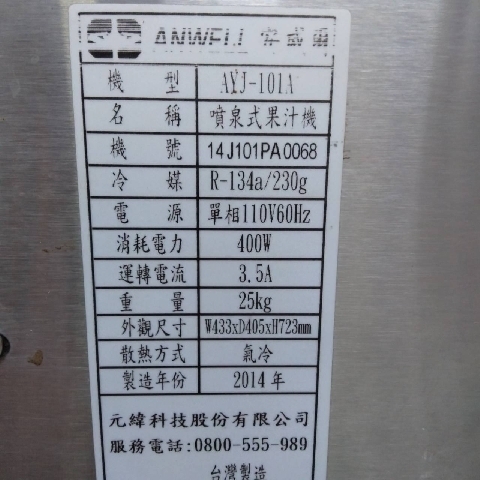 ANWELL 安威爾
機型 AYJ-101A
名稱 噴泉式果汁機
機號 14J101PA0068
冷媒 R-134a/230g
電源 單相110V60Hz
消耗電力 400W
運轉電流 3.5A
重量 25kg
外觀尺寸 W433xD405xH723mm
散熱方式 氣冷
製造年份 2014年
元緯科技股份有限公司
服務電話:0800-555-989
台灣製造